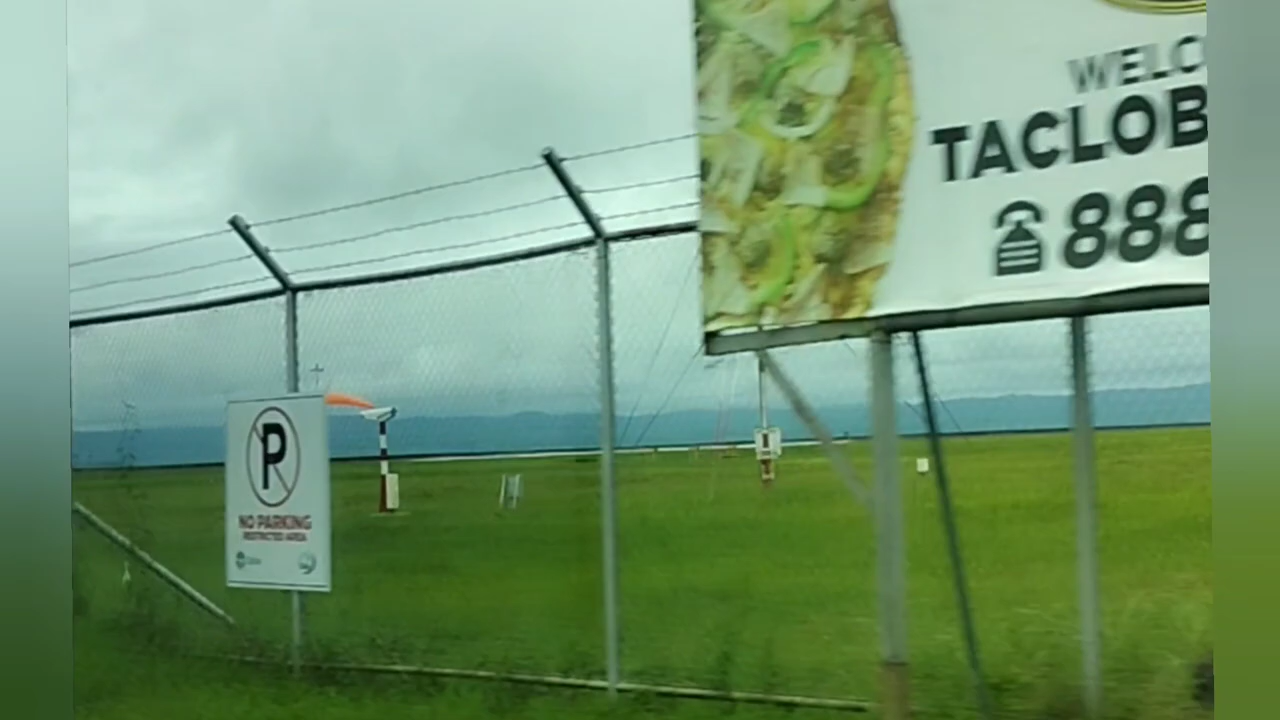 WELC
TACLOB
888
P
NO PARKING
RESTRICTED AREA